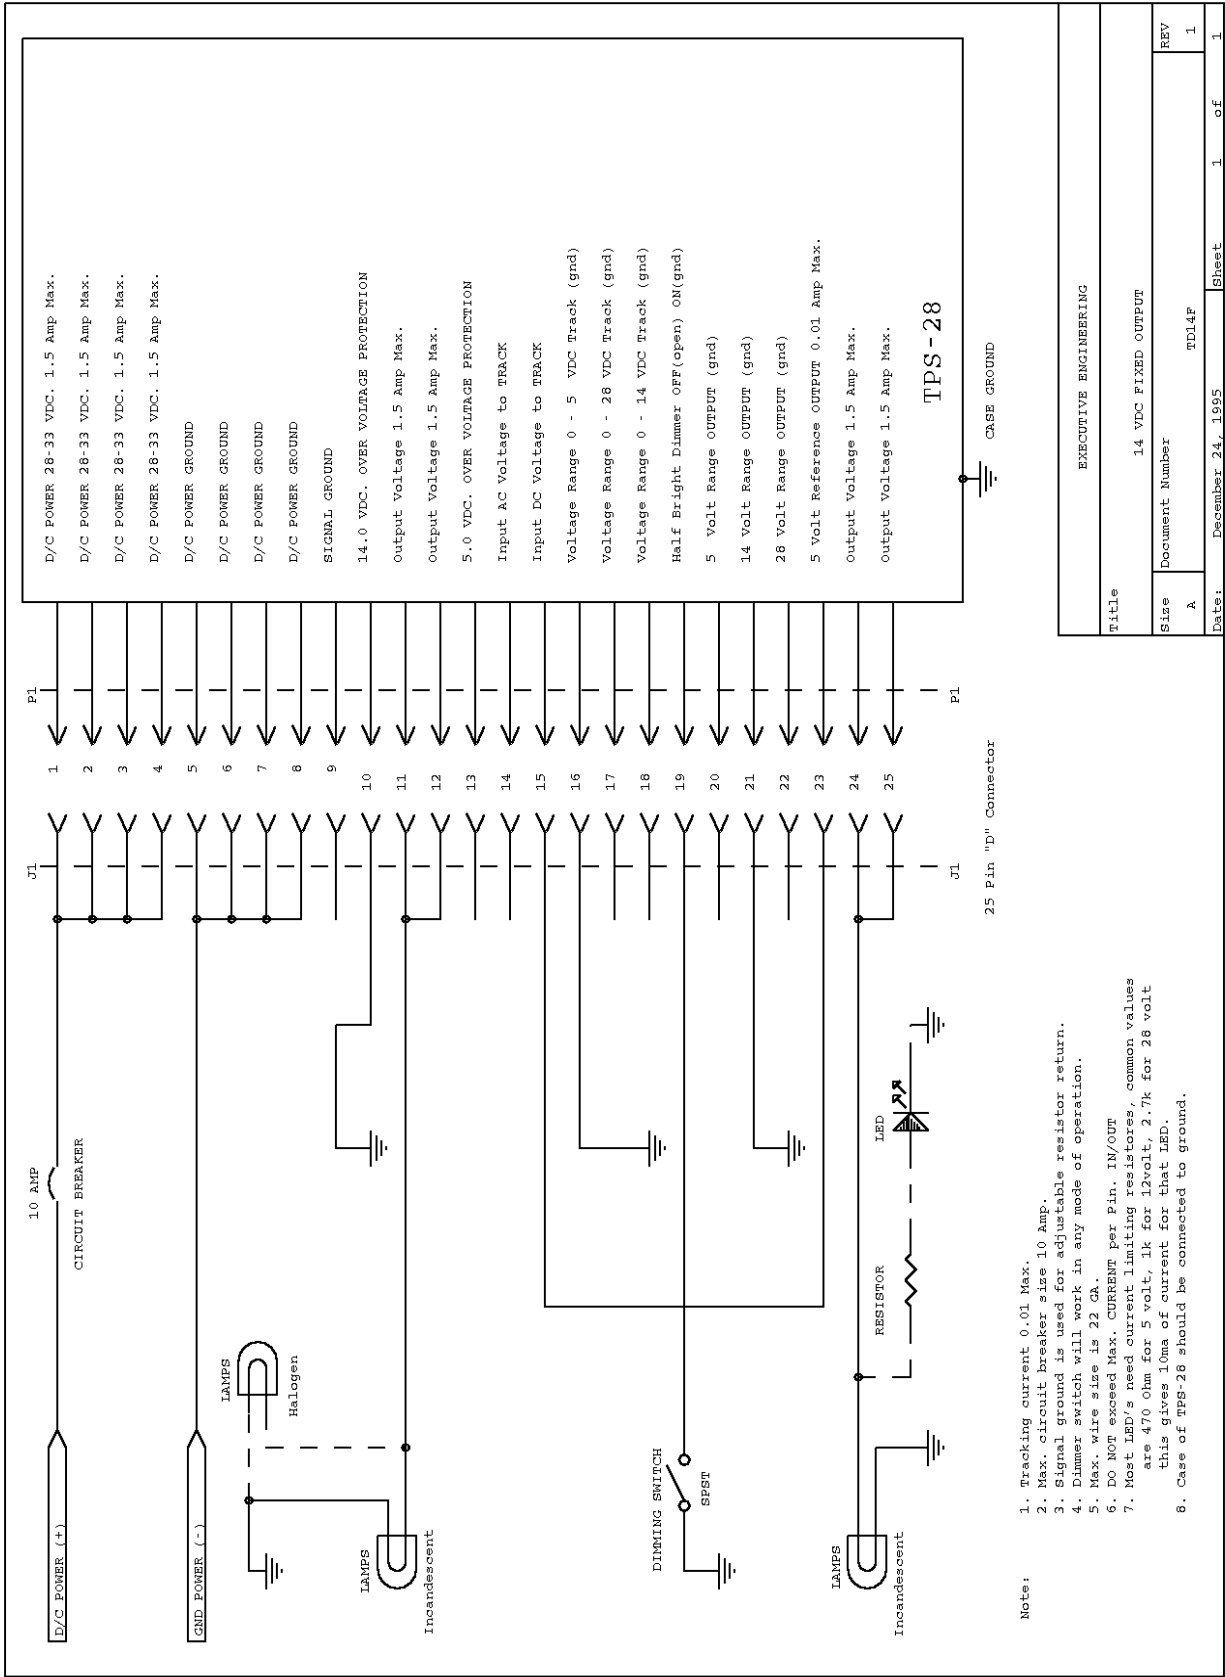 D/C POWER (+)
10 AMP
CIRCUIT BREAKER
GND POWER (-)
LAMPS
Halogen
LAMPS
Incandescent
DIMMING SWITCH
SPST
RESISTOR
LED
LAMPS
Incandescent
J1
P1
1
2
3
4
5
6
7
8
9
10
11
12
13
14
15
16
17
18
19
20
21
22
23
24
25
J1
P1
25 Pin "D" Connector
D/C POWER 28-33 VDC. 1.5 Amp Max.
D/C POWER 28-33 VDC. 1.5 Amp Max.
D/C POWER 28-33 VDC. 1.5 Amp Max.
D/C POWER 28-33 VDC. 1.5 Amp Max.
D/C POWER GROUND
D/C POWER GROUND
D/C POWER GROUND
D/C POWER GROUND
SIGNAL GROUND
14.0 VDC. OVER VOLTAGE PROTECTION
Output Voltage 1.5 Amp Max.
Output Voltage 1.5 Amp Max.
5.0 VDC. OVER VOLTAGE PROTECTION
Input AC Voltage to TRACK
Input DC Voltage to TRACK
Voltage Range 0 - 5 VDC Track (gnd)
Voltage Range 0 - 28 VDC Track (gnd)
Voltage Range 0 - 14 VDC Track (gnd)
Half Bright Dimmer OFF(open) ON(gnd)
5 Volt Range OUTPUT (gnd)
14 Volt Range OUTPUT (gnd)
28 Volt Range OUTPUT (gnd)
5 Volt Reference OUTPUT 0.01 Amp Max.
Output Voltage 1.5 Amp Max.
Output Voltage 1.5 Amp Max.
TPS-28
CASE GROUND
Note:
1. Tracking current 0.01 Max.
2. Max. circuit breaker size 10 Amp.
3. Signal ground is used for adjustable resistor return.
4. Dimmer switch will work in any mode of operation.
5. Max. wire size is 22 GA.
6. DO NOT exceed Max. CURRENT per Pin. IN/OUT
7. Most LED's need current limiting resistores, common values
are 470 Ohm for 5 volt, 1k for 12volt, 2.7k for 28 volt
this gives 10ma of current for that LED.
8. Case of TPS-28 should be connected to ground.
EXECUTIVE ENGINEERING
Title
14 VDC FIXED OUTPUT
Size Document Number REV
A TD14F 1
Date: December 24, 1995 Sheet 1 of 1